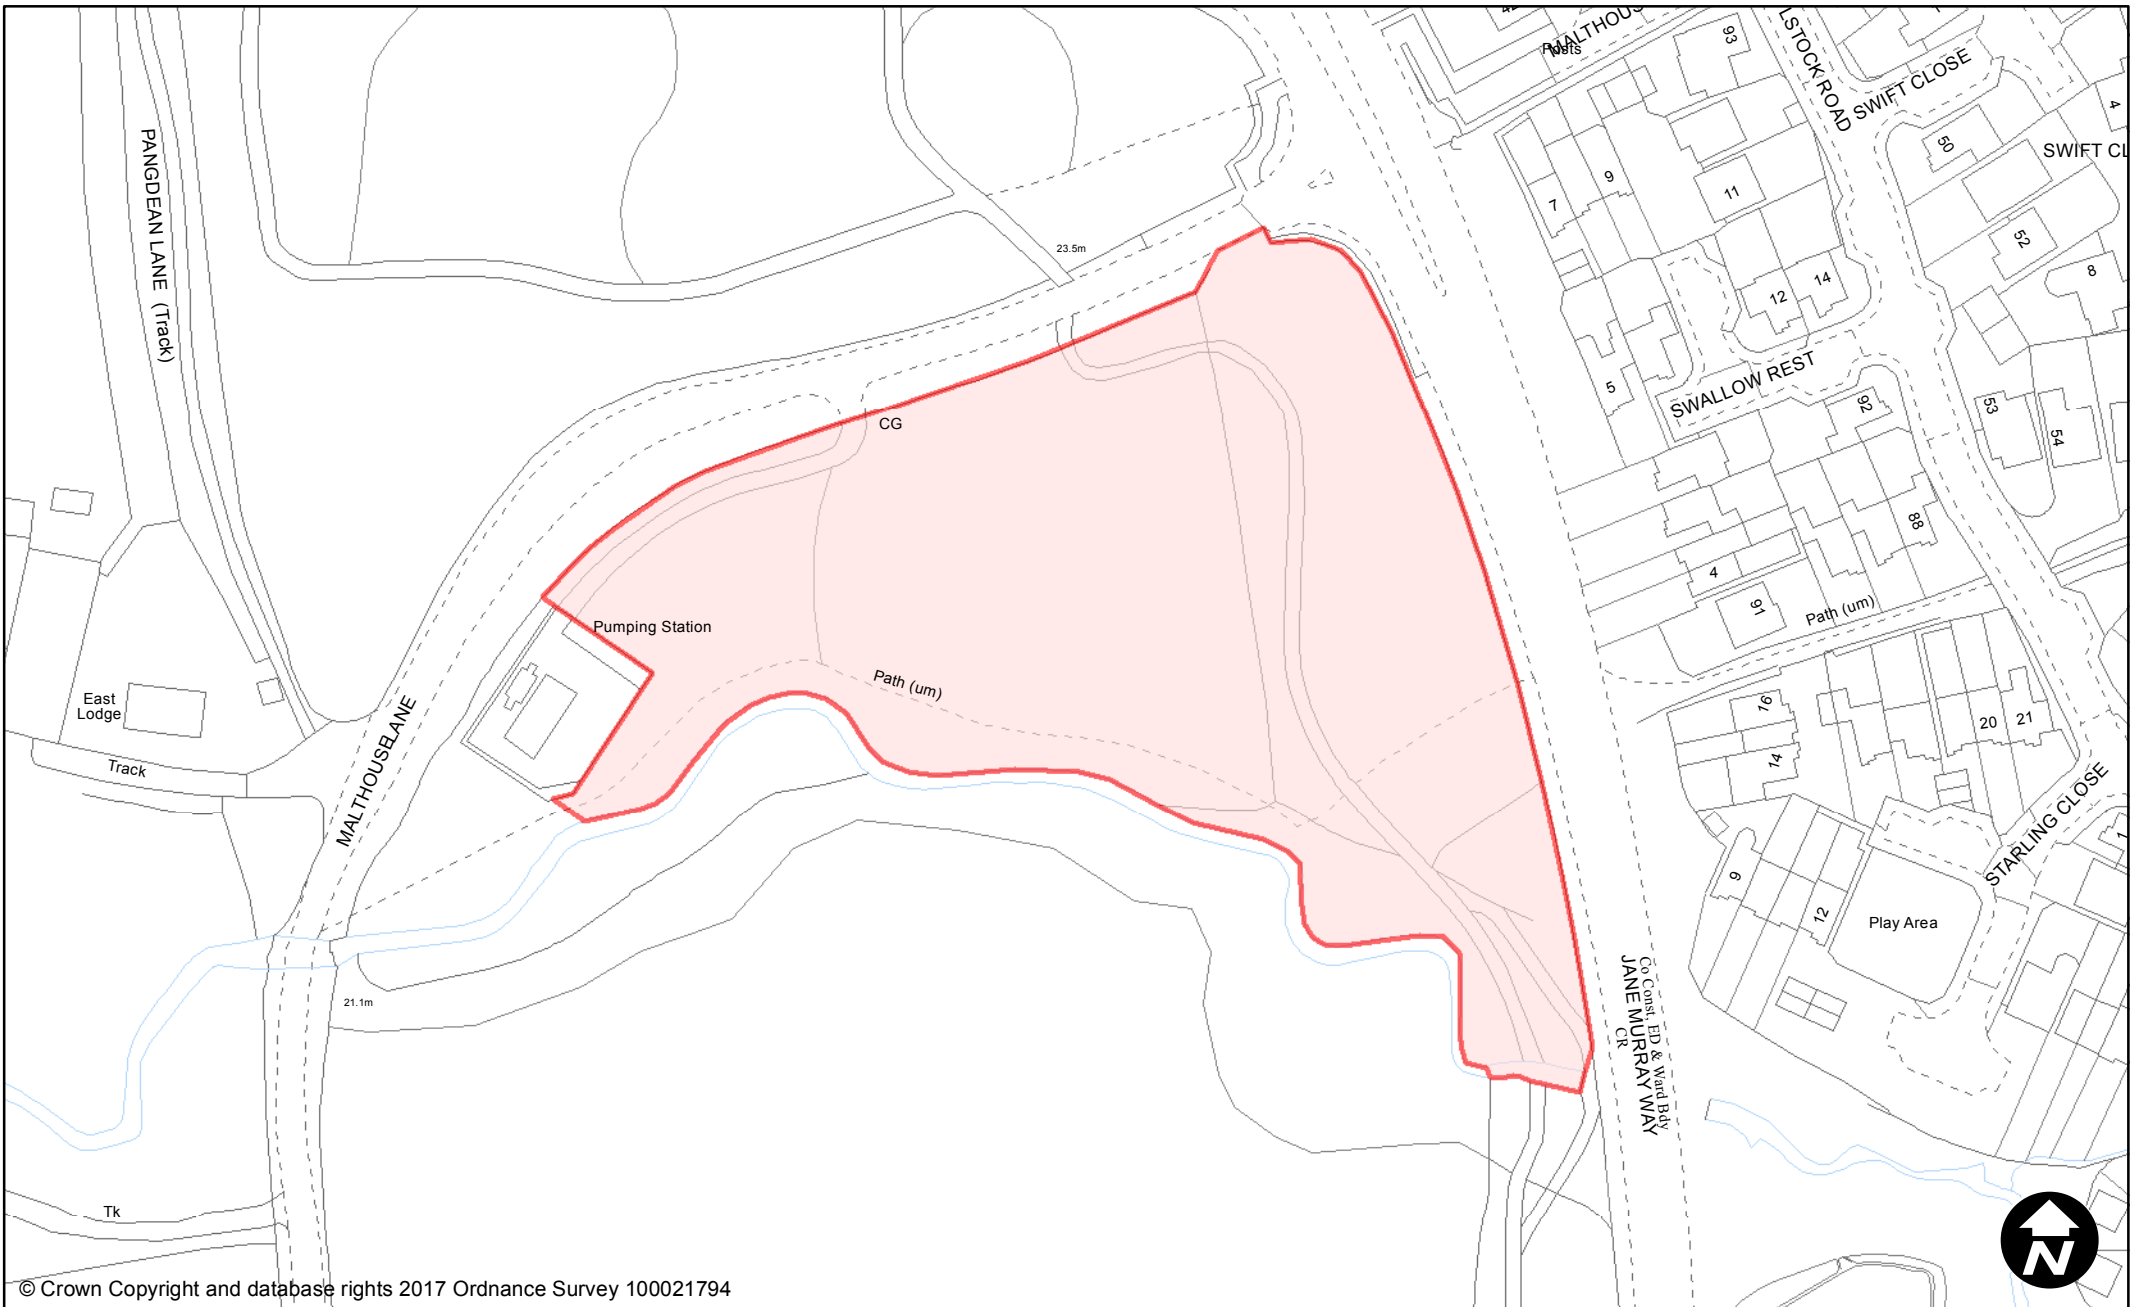 MALTHOUS
Posts
93
LSTOCK ROAD
SWIFT CLOSE
4
50
SWIFT CL
PANGDEAN LANE (Track)
9
11
7
52
8
23.5m
12
14
5
SWALLOW REST
92
53
54
CG
88
4
91
Path (um)
Pumping Station
Path (um)
East
Lodge
MALTHOUSE LANE
Track
16
14
20
21
STARLING CLOSE
1
9
12
Play Area
21.1m
Co Const, ED & Ward Bdy
JANE MURRAY WAY
CR
Tk
N
© Crown Copyright and database rights 2017 Ordnance Survey 100021794